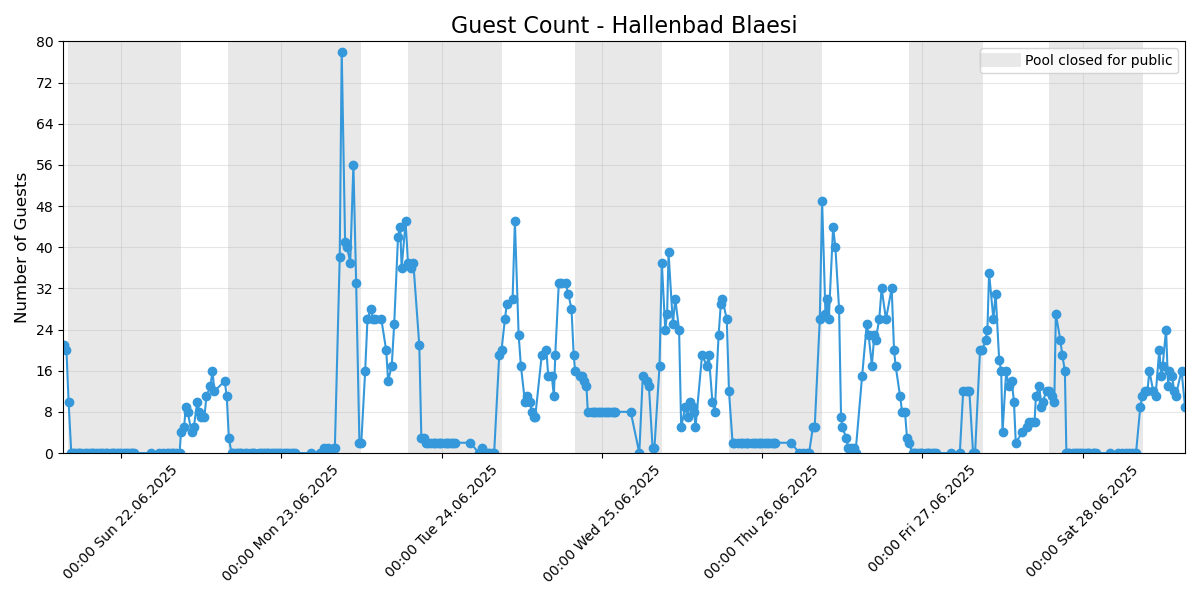 Guest Count - Hallenbad Blaesi
Number of Guests
80
72
64
56
48
40
32
24
16
8
0
Pool closed for public
00:00 Sun 22.06.2025
00:00 Mon 23.06.2025
00:00 Tue 24.06.2025
00:00 Wed 25.06.2025
00:00 Thu 26.06.2025
00:00 Fri 27.06.2025
00:00 Sat 28.06.2025